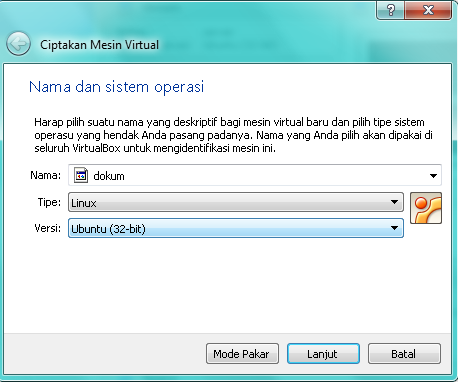 Ciptakan Mesin Virtual
Nama dan sistem operasi
Harap pilih suatu nama yang deskriptif bagi mesin virtual baru dan pilih tipe sistem
operasu yang hendak Anda pasang padanya. Nama yang Anda pilih akan dipakai di
seluruh VirtualBox untuk mengidentifikasi mesin ini.
Nama: dokum
Tipe: Linux
Versi: Ubuntu (32-bit)
Mode Pakar Lanjut Batal